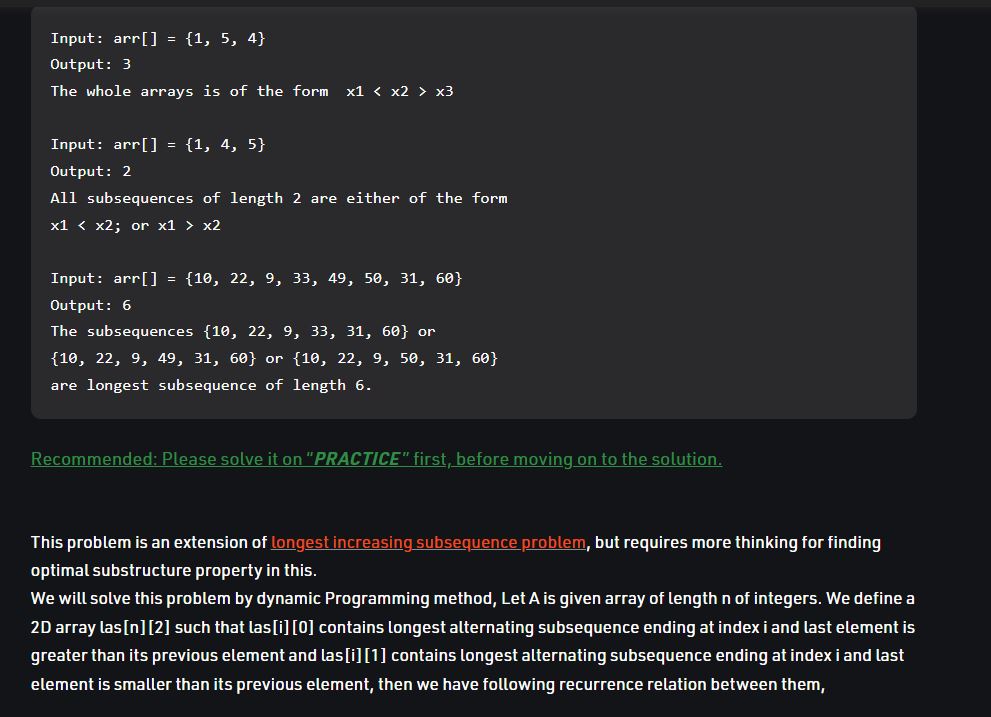 Input: arr[] = {1, 5, 4}
Output: 3
The whole arrays is of the form  x1 < x2 > x3
Input: arr[] = {1, 4, 5}
Output: 2
All subsequences of length 2 are either of the form
x1 < x2; or x1 > x2
Input: arr[] = {10, 22, 9, 33, 49, 50, 31, 60}
Output: 6
The subsequences {10, 22, 9, 33, 31, 60} or
{10, 22, 9, 49, 31, 60} or {10, 22, 9, 50, 31, 60}
are longest subsequence of length 6.
Recommended: Please solve it on “PRACTICE” first, before moving on to the solution.
This problem is an extension of longest increasing subsequence problem, but requires more thinking for finding
optimal substructure property in this.
We will solve this problem by dynamic Programming method, Let A is given array of length n of integers. We define a
2D array las[n][2] such that las[i][0] contains longest alternating subsequence ending at index i and last element is
greater than its previous element and las[i][1] contains longest alternating subsequence ending at index i and last
element is smaller than its previous element, then we have following recurrence relation between them,